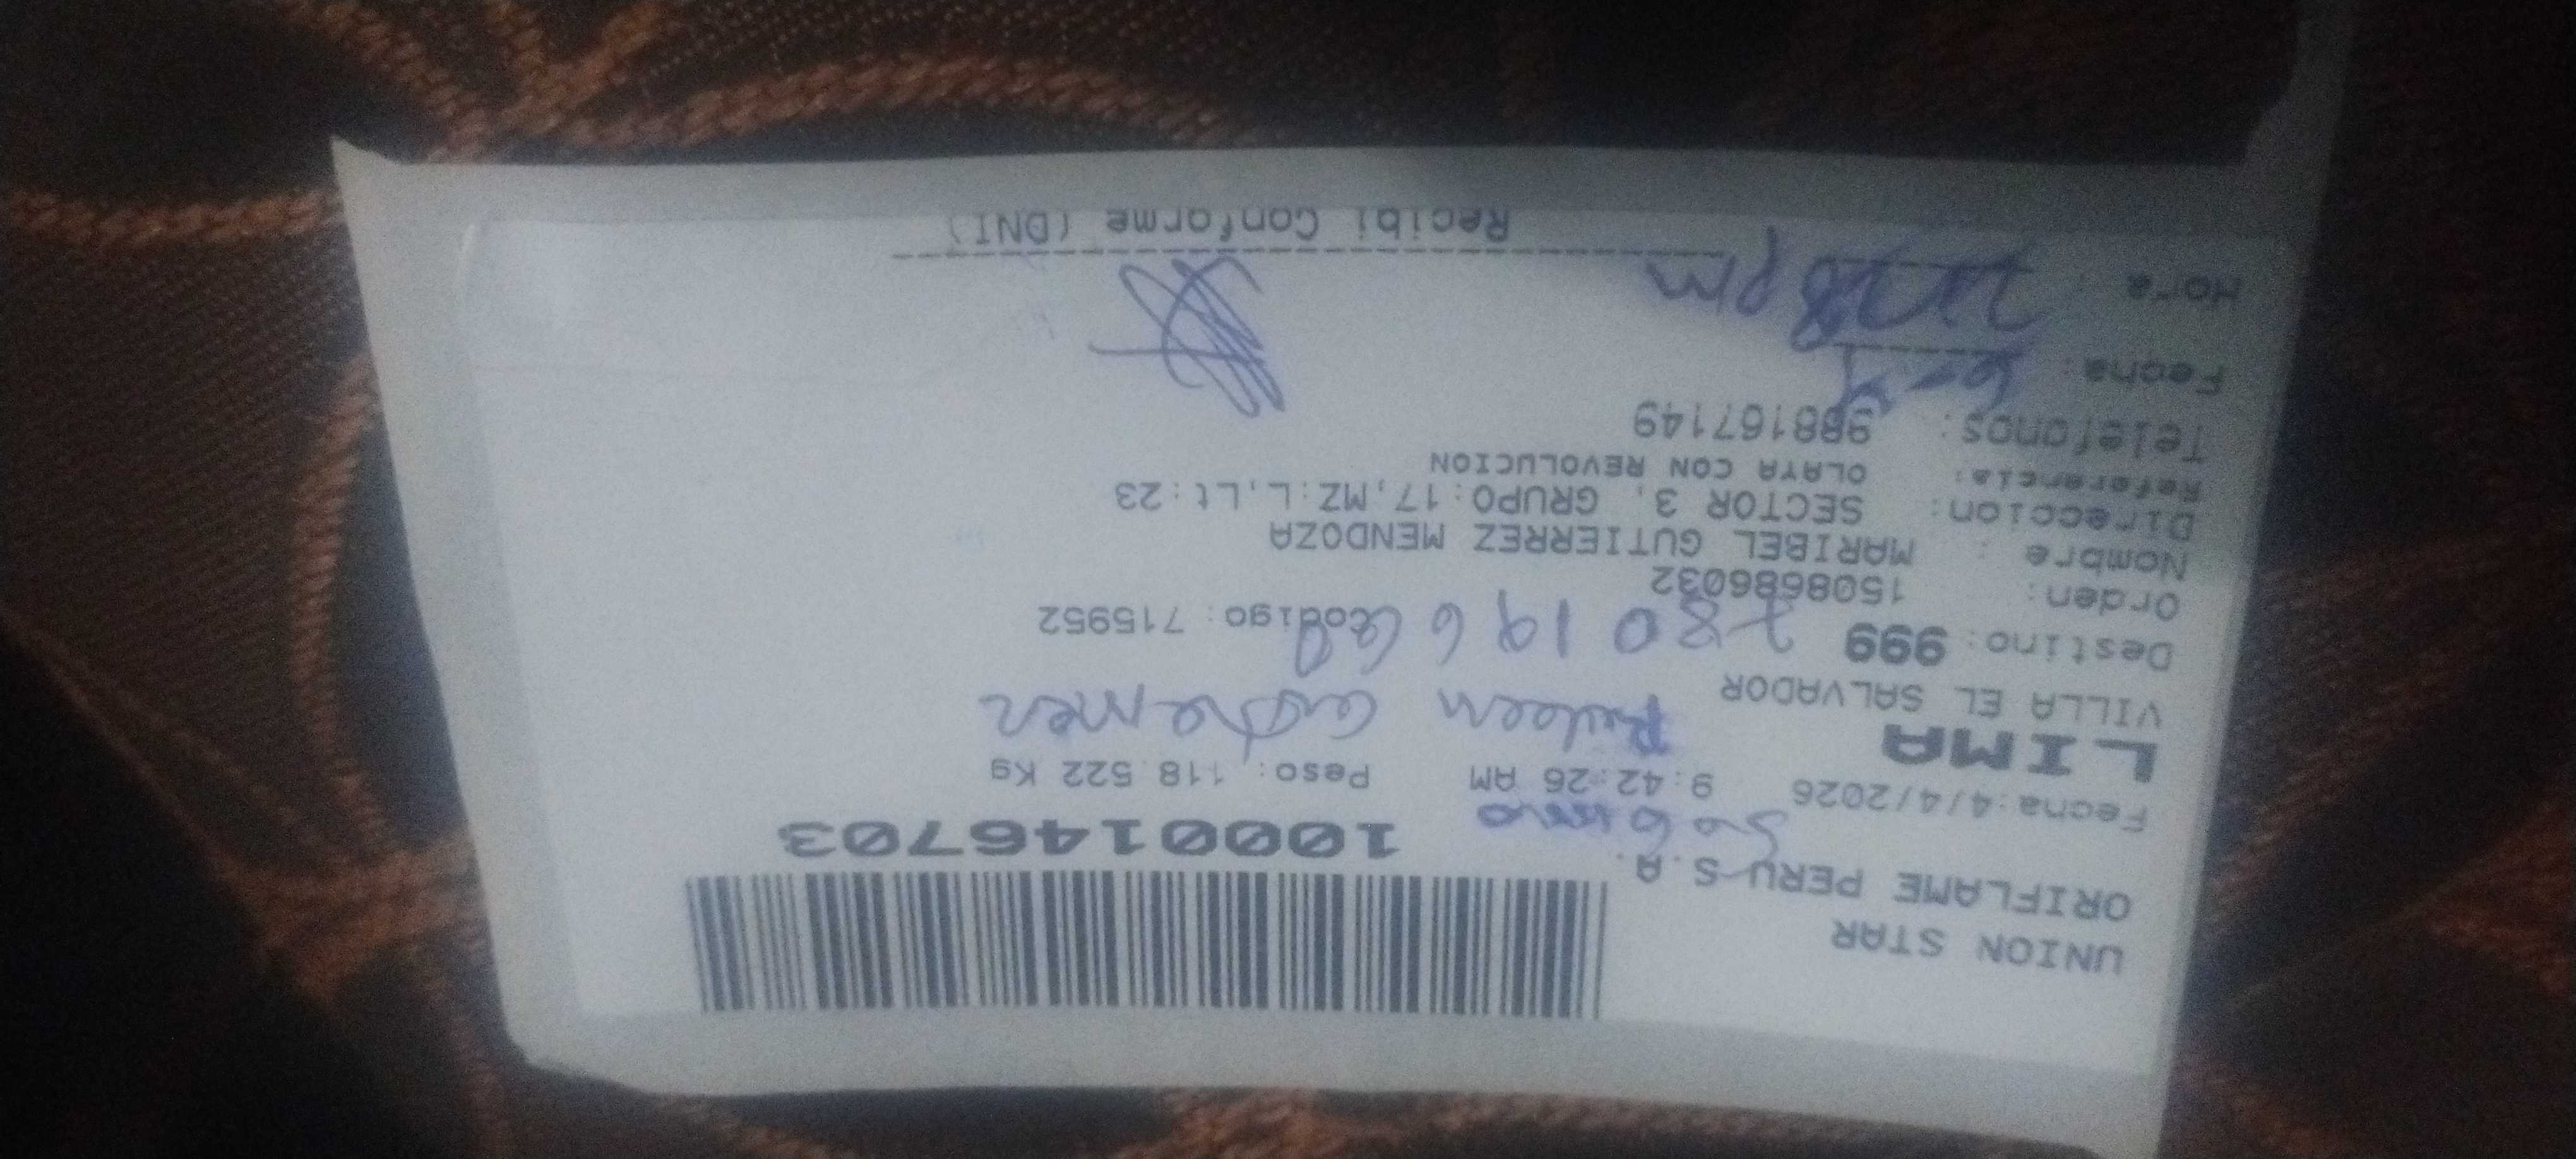 UNION STAR
ORIFLAME PERU S.A.
1000146703
Fecha:4/4/2026 9:42:26 AM Peso: 118.522 Kg
LIMA
VILLA EL SALVADOR
Destino: 999 Codigo: 715952
Orden: 1508686032
Nombre : MARIBEL GUTIERREZ MENDOZA
Direccion: SECTOR 3, GRUPO:17,MZ:L,Lt:23
Referencia: OLAYA CON REVOLUCION
Telefonos: 988167149
Fecha:
Hora : pm
Recibi Conforme (DNI)